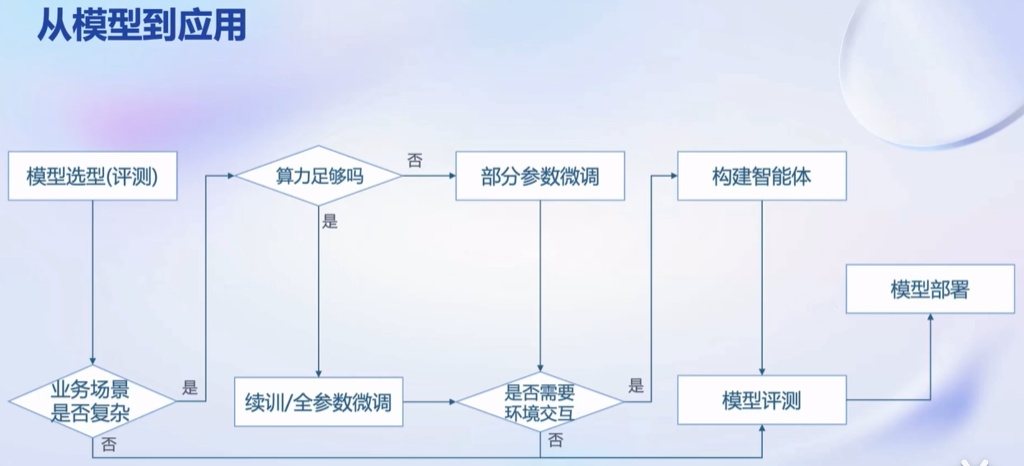 从模型到应用
模型选型(评测)
算力足够吗
否
部分参数微调
构建智能体
是
模型部署
业务场景
是否复杂
是
续训/全参数微调
是否需要
环境交互
是
模型评测
否
否